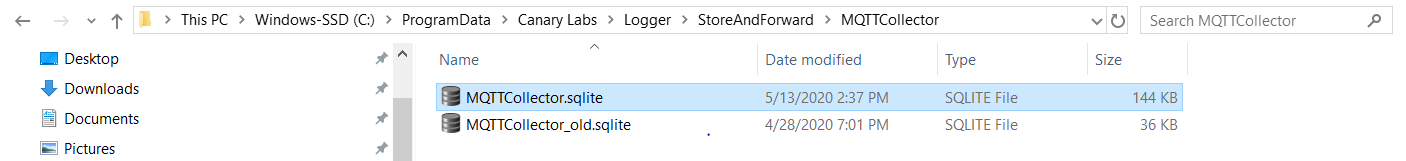 This PC > Windows-SSD (C:) > ProgramData > Canary Labs > Logger > StoreAndForward > MQTTCollector
Search MQTTCollector
Desktop
Downloads
Documents
Pictures
Name Date modified Type Size
MQTTCollector.sqlite 5/13/2020 2:37 PM SQLITE File 144 KB
MQTTCollector_old.sqlite 4/28/2020 7:01 PM SQLITE File 36 KB